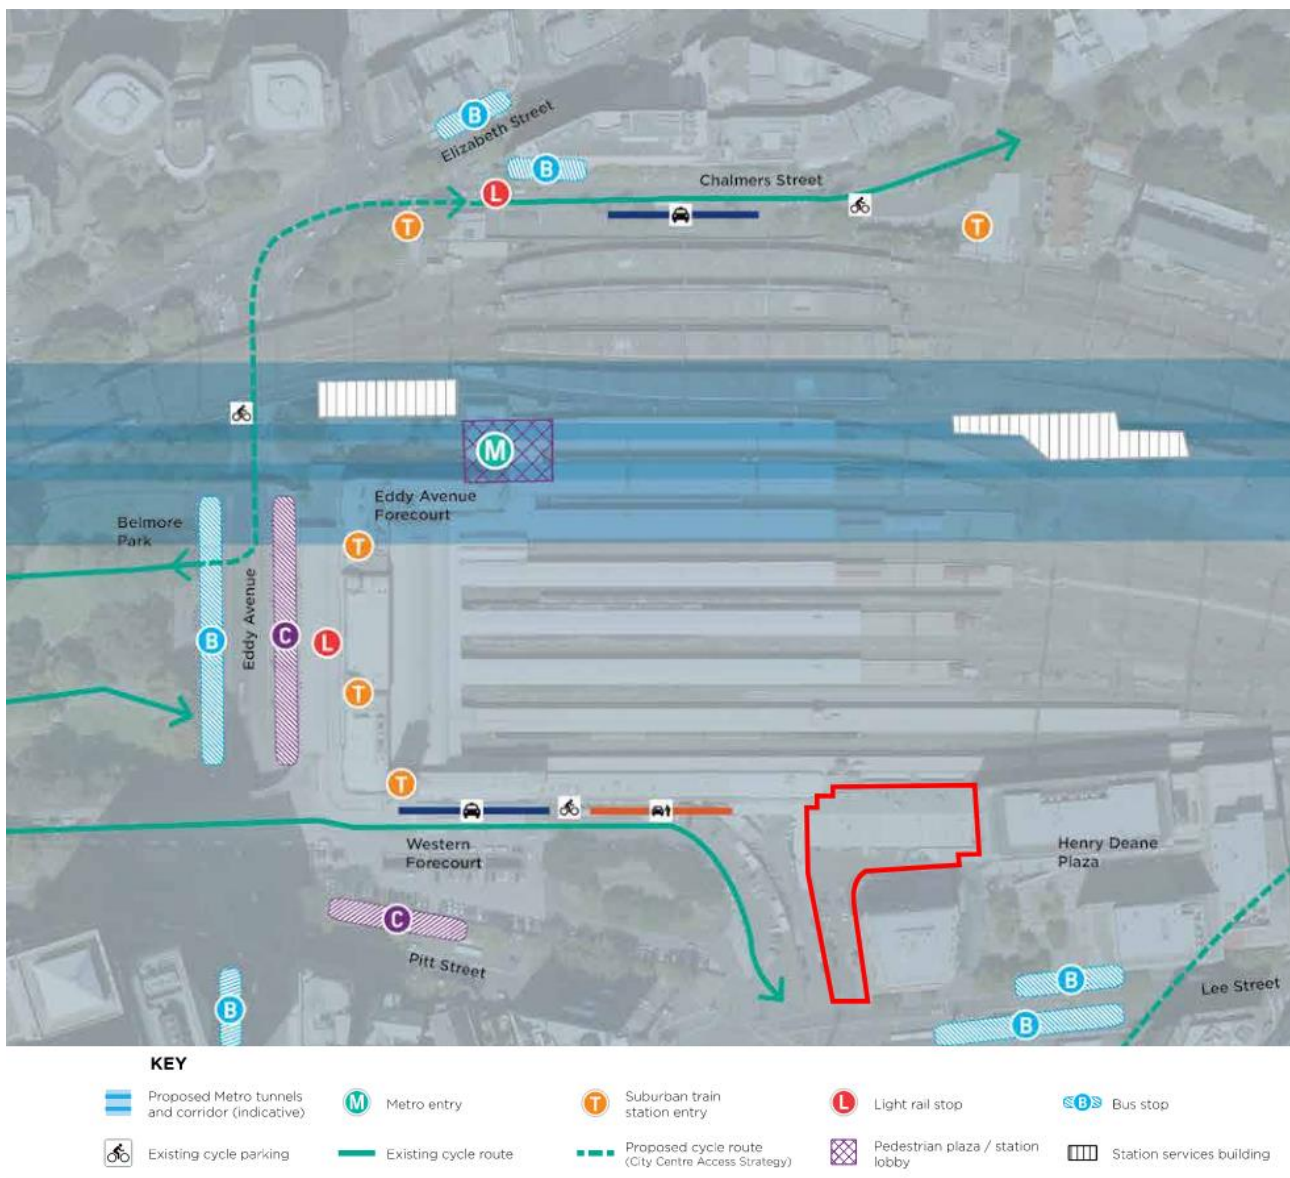 B
Elizabeth Street
B
L
Chalmers Street
T
T
M
Eddy Avenue
Forecourt
Belmore
Park
T
Eddy Avenue
B
C
L
T
T
Western
Forecourt
Henry Deane
Plaza
C
Pitt Street
B
B
B
Lee Street
KEY
Proposed Metro tunnels
and corridor (indicative)
M Metro entry
T Suburban train
station entry
L Light rail stop
B Bus stop
Existing cycle parking
Existing cycle route
Proposed cycle route
(City Centre Access Strategy)
Pedestrian plaza / station
lobby
Station services building